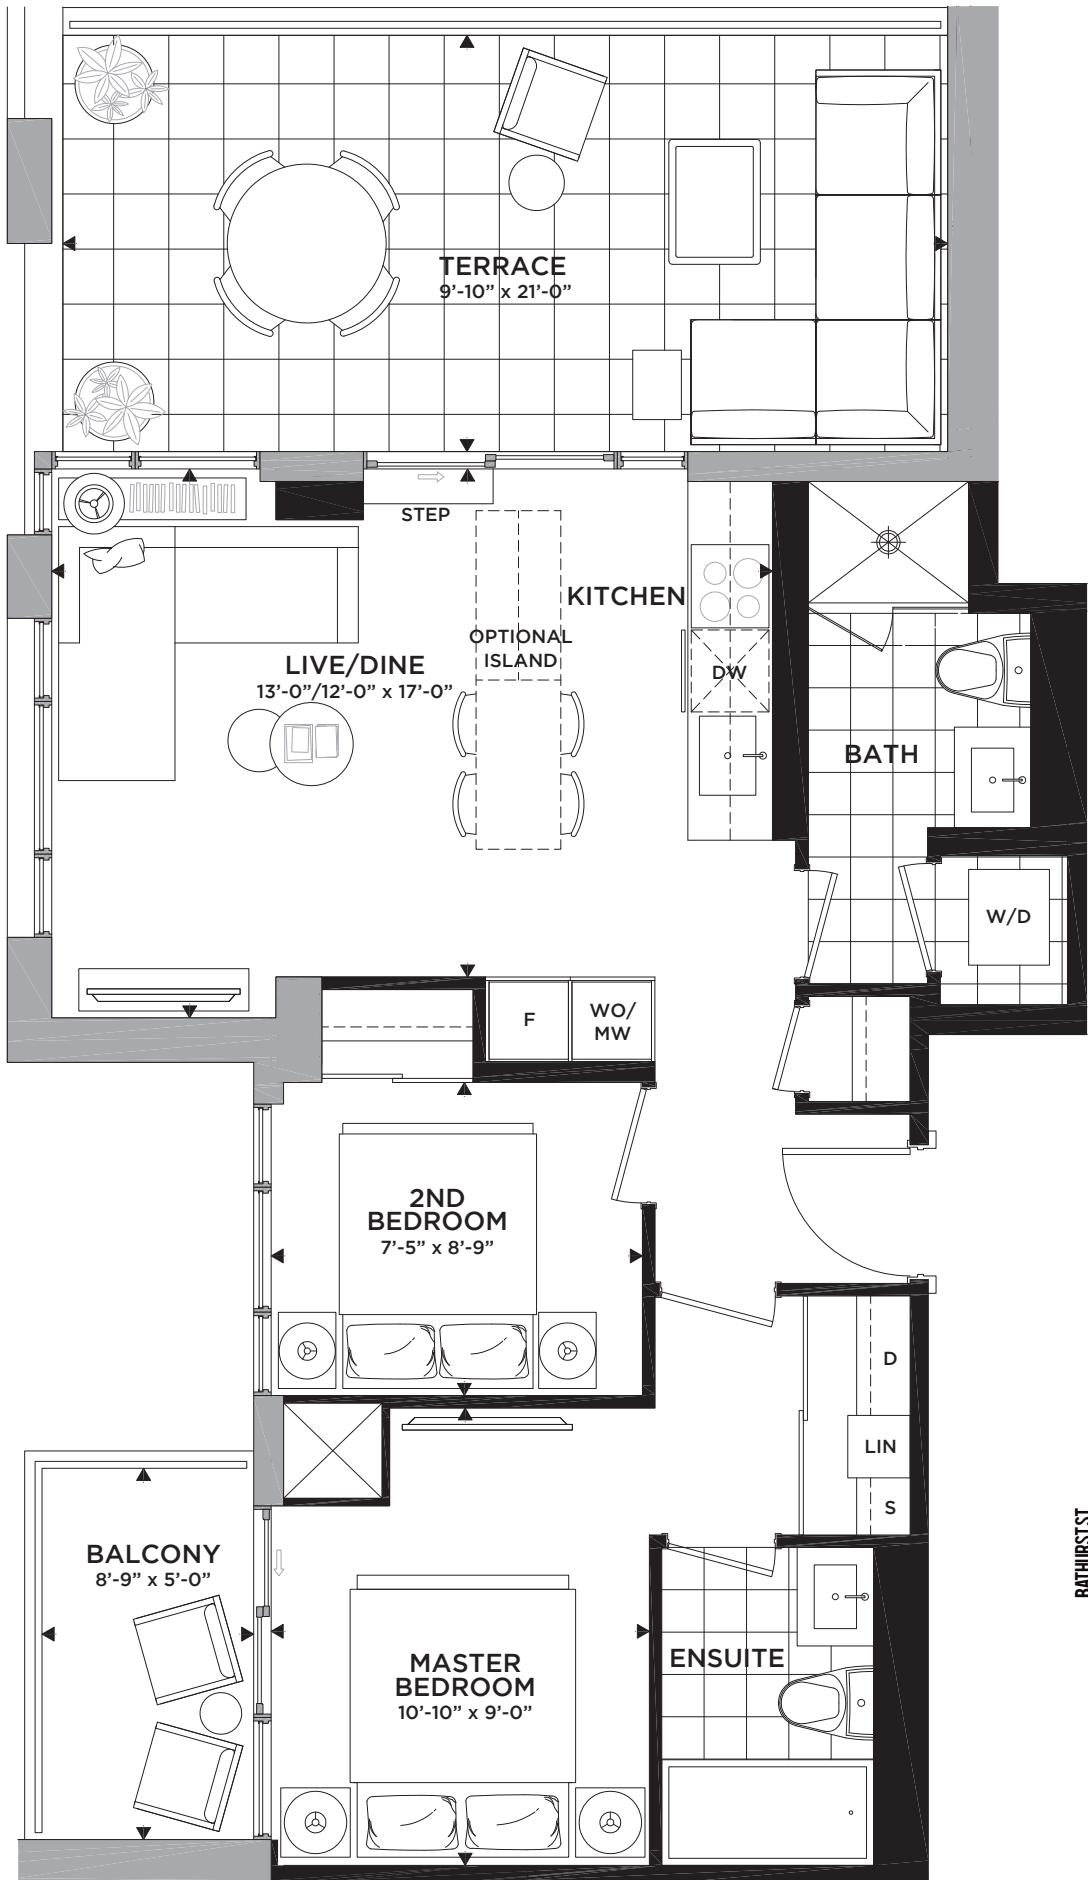 TERRACE
9'-10” x 21'-0”
STEP
KITCHEN
OPTIONAL
ISLAND
LIVE/DINE
13'-0”/12'-0” x 17'-0”
DW
BATH
W/D
F
WO/
MW
2ND
BEDROOM
7'-5” x 8'-9”
D
LIN
S
BALCONY
8'-9” x 5'-0”
MASTER
BEDROOM
10'-10” x 9'-0”
ENSUITE
BATHURST ST